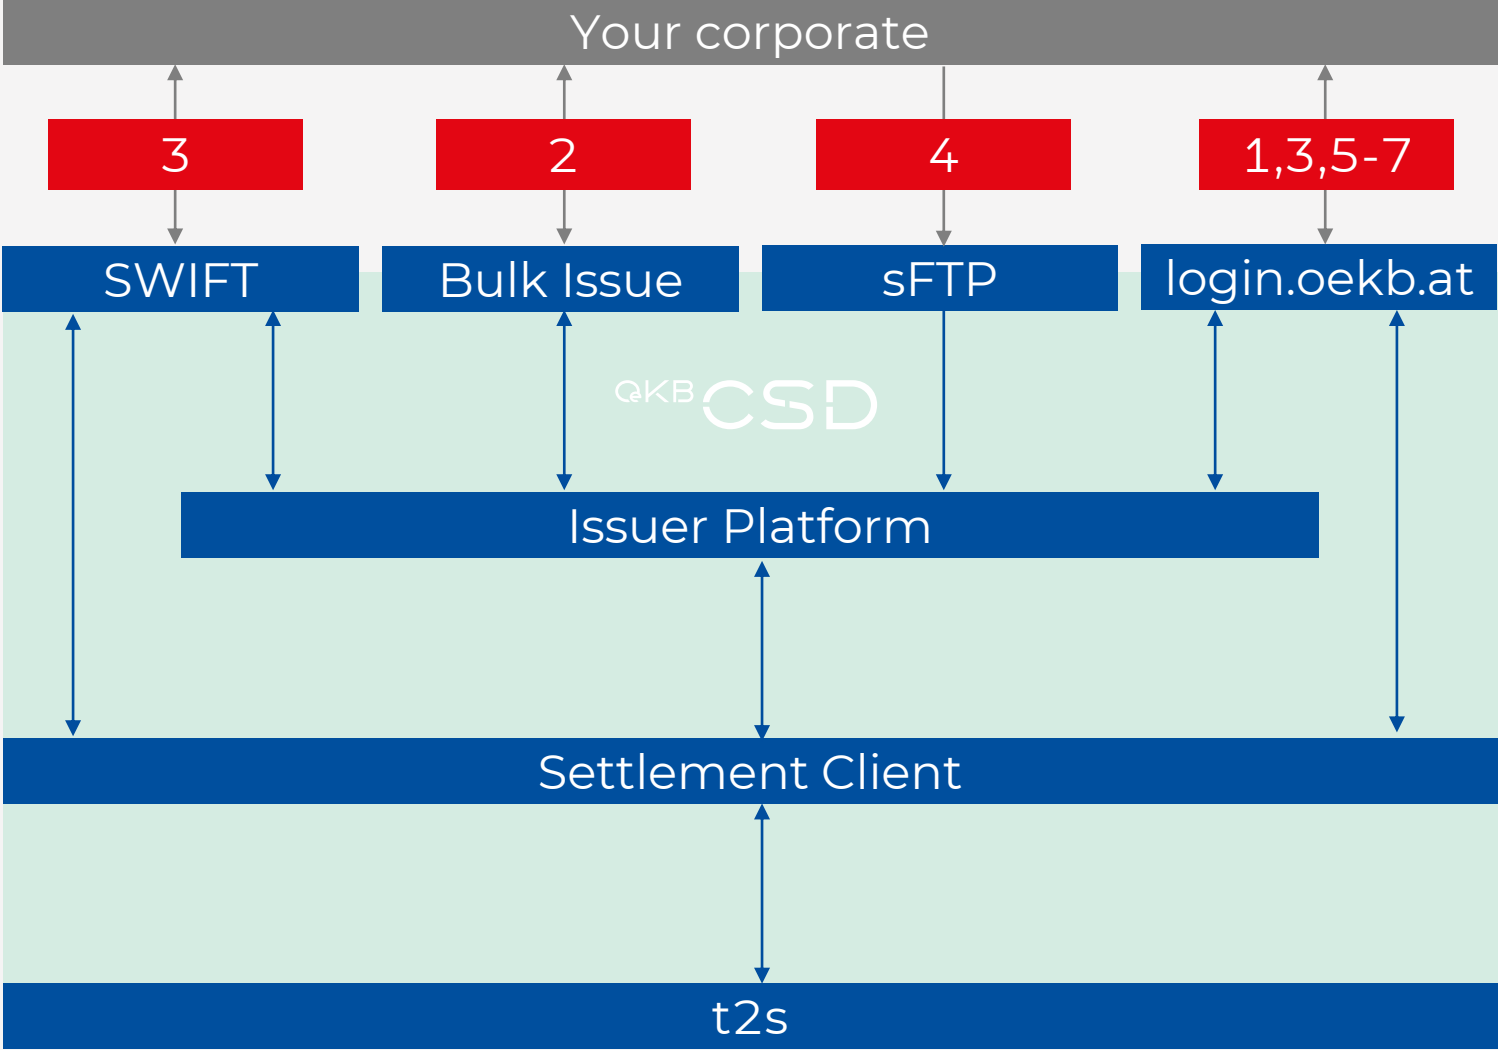 Your corporate
3
2
4
1,3,5-7
SWIFT
Bulk Issue
sFTP
login.oekb.at
OeKB CSD
Issuer Platform
Settlement Client
t2s